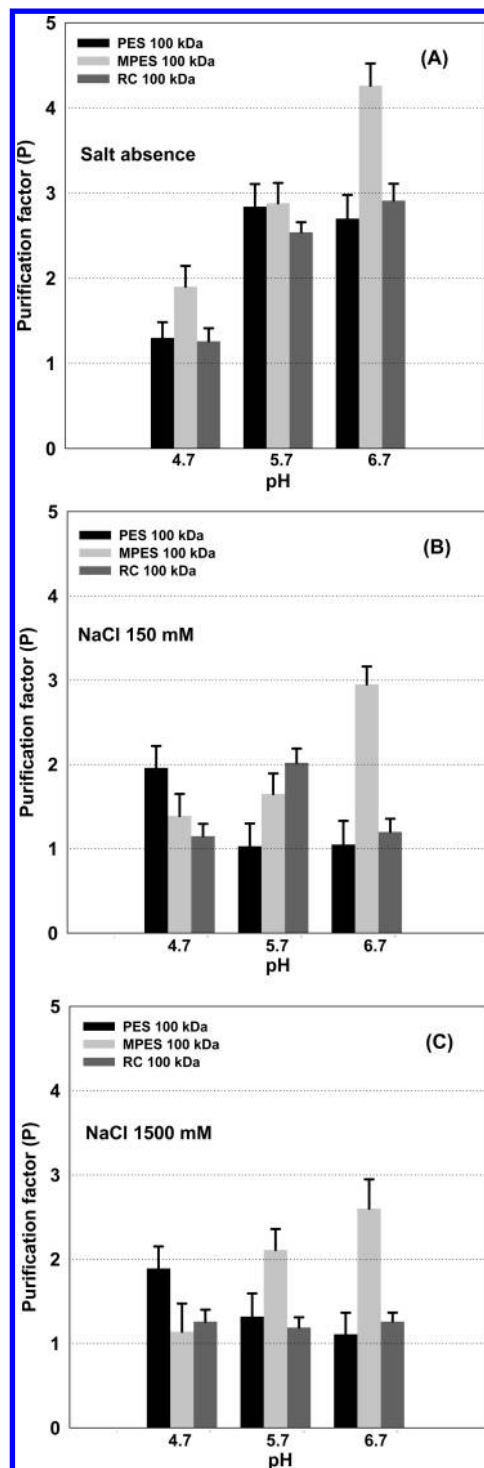 5
PES 100 kDa
(A)
MPES 100 kDa
RC 100 kDa
4
Salt absence
3
2
1
0
Purification factor (P)
4.7 5.7 6.7
pH
5
PES 100 kDa
(B)
MPES 100 kDa
RC 100 kDa
4
NaCl 150 mM
3
2
1
0
Purification factor (P)
4.7 5.7 6.7
pH
5
PES 100 kDa
(C)
MPES 100 kDa
RC 100 kDa
4
NaCl 1500 mM
3
2
1
0
Purification factor (P)
4.7 5.7 6.7
pH